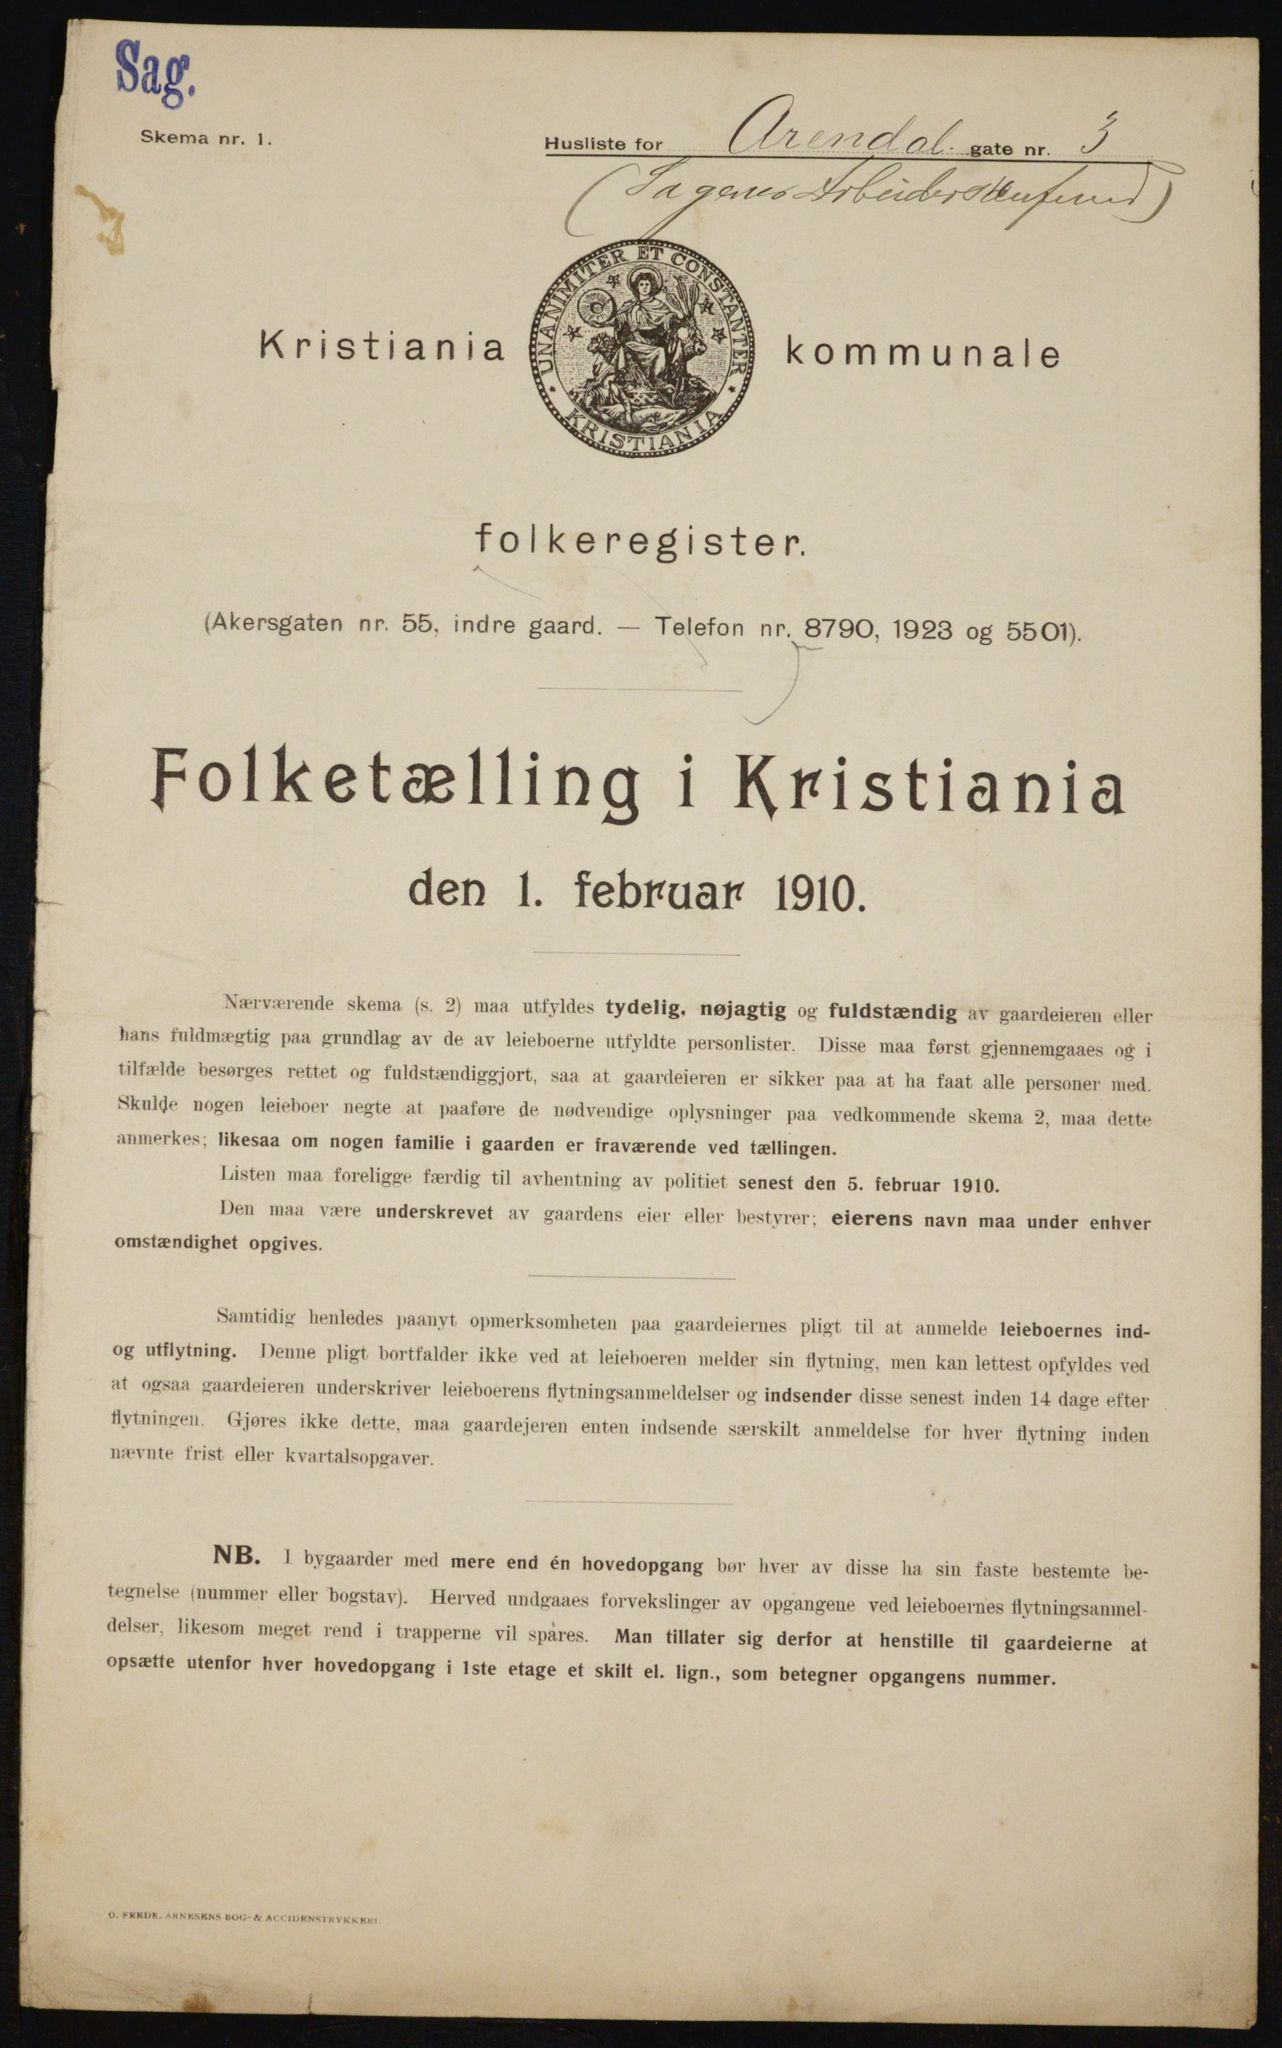 Sag.
Skema nr. 1.
Husliste for Arendal gate nr. 3
(Sagenes Arbeider
UNANIMITER ET CONSTANTER
KRISTIANIA
Kristiania kommunale
folkeregister.
(Akersgaten nr. 55, indre gaard. — Telefon nr. 8790, 1923 og 5501).
Folketælling i Kristiania
den 1. februar 1910.
Nærværende skema (s. 2) maa utfyldes tydelig, nøjagtig og fuldstændig av gaardeieren eller
hans fuldmægtig paa grundlag av de av leieboerne utfyldte personlister. Disse maa først gjennemgaaes og i
tilfælde besørges rettet og fuldstændiggjort, saa at gaardeieren er sikker paa at ha faat alle personer med.
Skulde nogen leieboer negte at paaføre de nødvendige oplysninger paa vedkommende skema 2, maa dette
anmerkes; likesaa om nogen familie i gaarden er fraværende ved tællingen.
Listen maa foreligge færdig til avhentning av politiet senest den 5. februar 1910.
Den maa være underskrevet av gaardens eier eller bestyrer; eierens navn maa under enhver
omstændighet opgives.
Samtidig henledes paanyt opmerksomheten paa gaardeiernes pligt til at anmelde leieboernes ind-
og utflytning. Denne pligt bortfalder ikke ved at leieboeren melder sin flytning, men kan lettest opfyldes ved
at ogsaa gaardeieren underskriver leieboerens flytningsanmeldelser og indsender disse senest inden 14 dage efter
flytningen. Gjøres ikke dette, maa gaardejeren enten indsende særskilt anmeldelse for hver flytning inden
nævnte frist eller kvartalsopgaver.
NB. I bygaarder med mere end én hovedopgang bør hver av disse ha sin faste bestemte be-
tegnelse (nummer eller bogstav). Herved undgaaes forvekslinger av opgangene ved leieboernes flytningsanmel-
delser, likesom meget rend i trapperne vil spåres. Man tillater sig derfor at henstille til gaardeierne at
opsætte utenfor hver hovedopgang i 1ste etage et skilt el. lign., som betegner opgangens nummer.
O. FREDR. ARNESENS BOG- & ACCIDENSTRYKKERI.